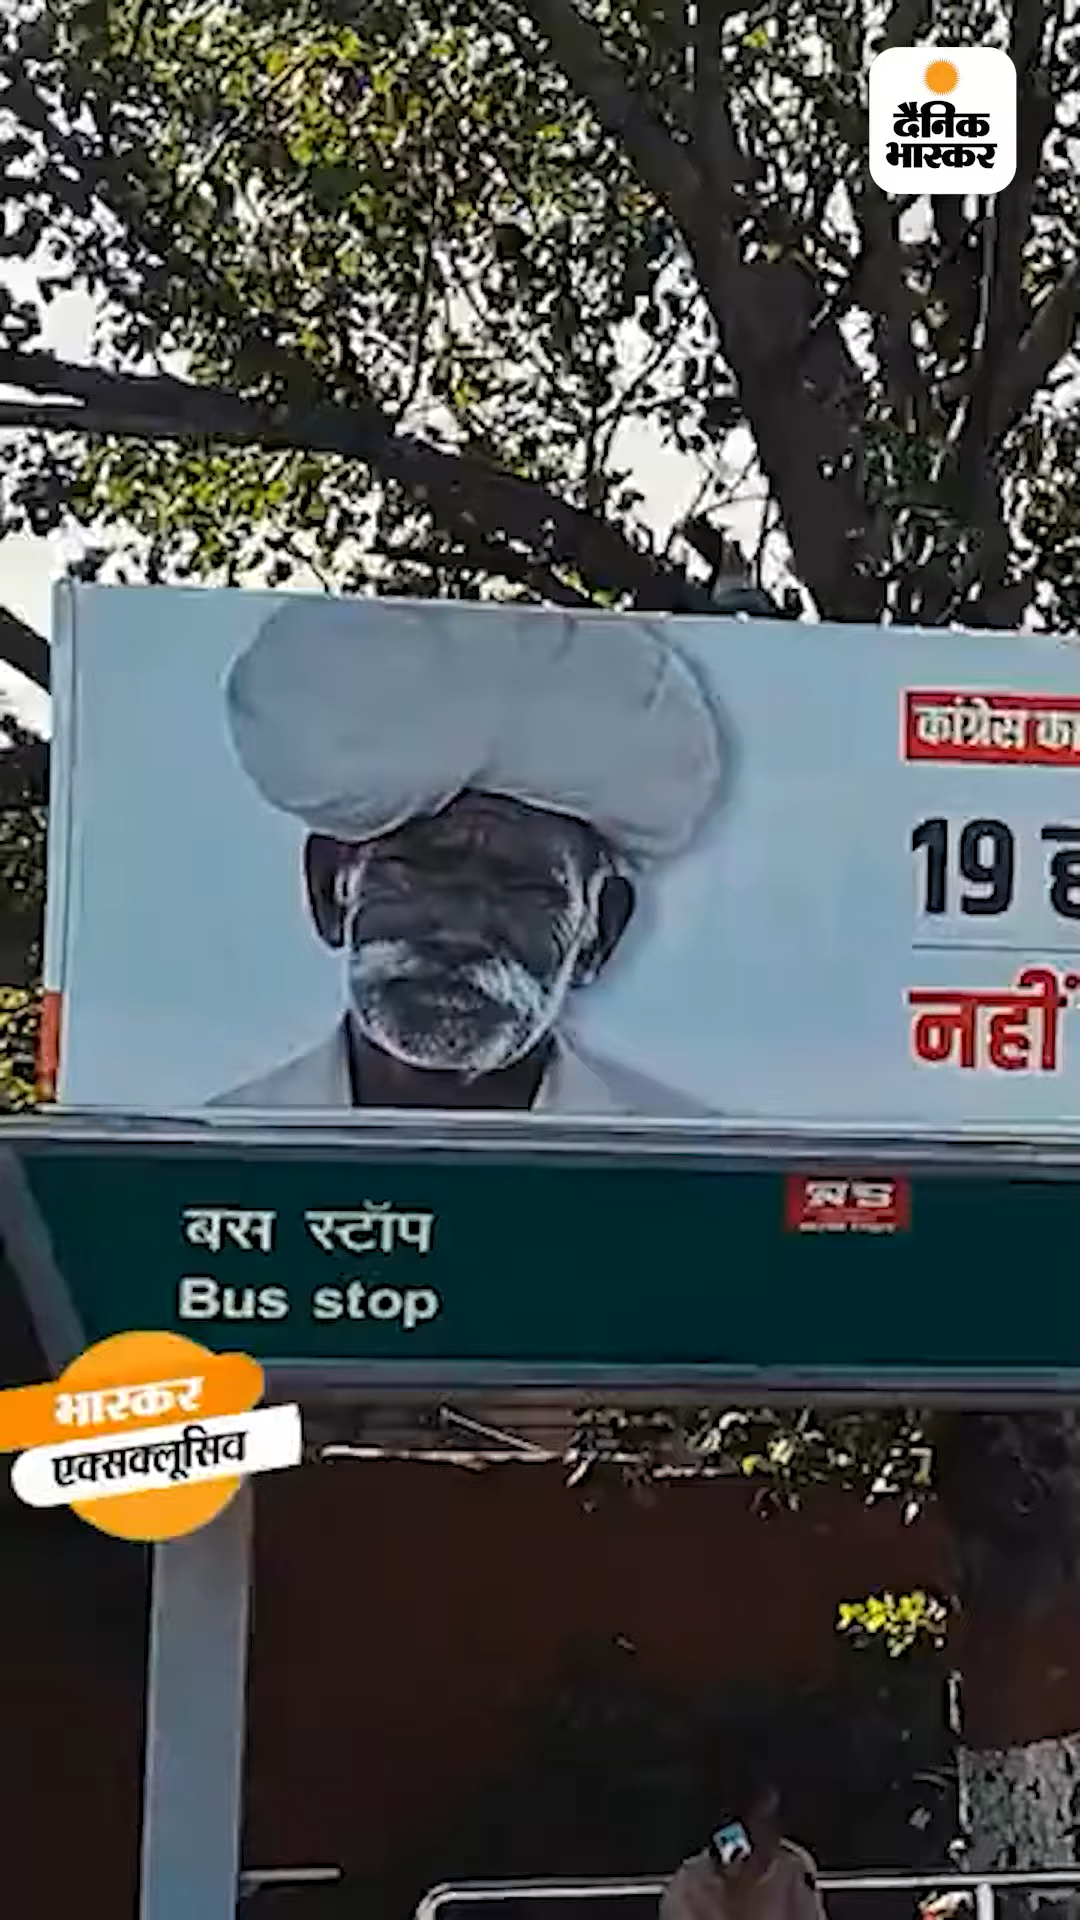 दैनिक
भास्कर
कांग्रेस का
19
नहीं
बस स्टॉप
Bus stop
भास्कर
एक्सक्लूसिव